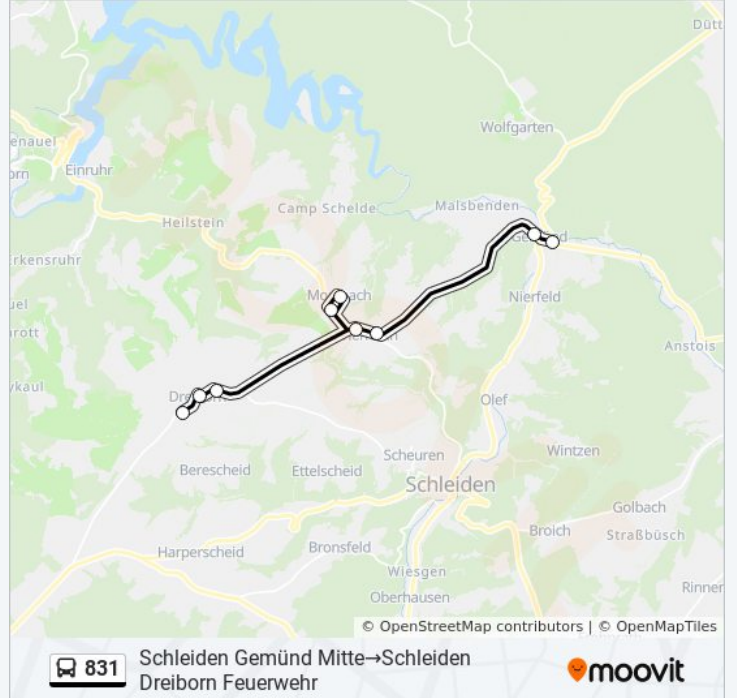 Dütt
Wolfgarten
enauel
orn
Einruhr
Camp Schelde
Malsbenden
Heilstein
rkensruhr
Nierfeld
uel
rott
Anstois
ykaul
Olef
Scheuren
Wintzen
Berescheid
Ettelscheid
Schleiden
Golbach
Broich
Straßbüsch
Harperscheid
Bronsfeld
Wiesgen
Rinner
Oberhausen
© OpenStreetMap contributors | © OpenMapTiles
831
Schleiden Gemünd Mitte→Schleiden
Dreiborn Feuerwehr
moovit